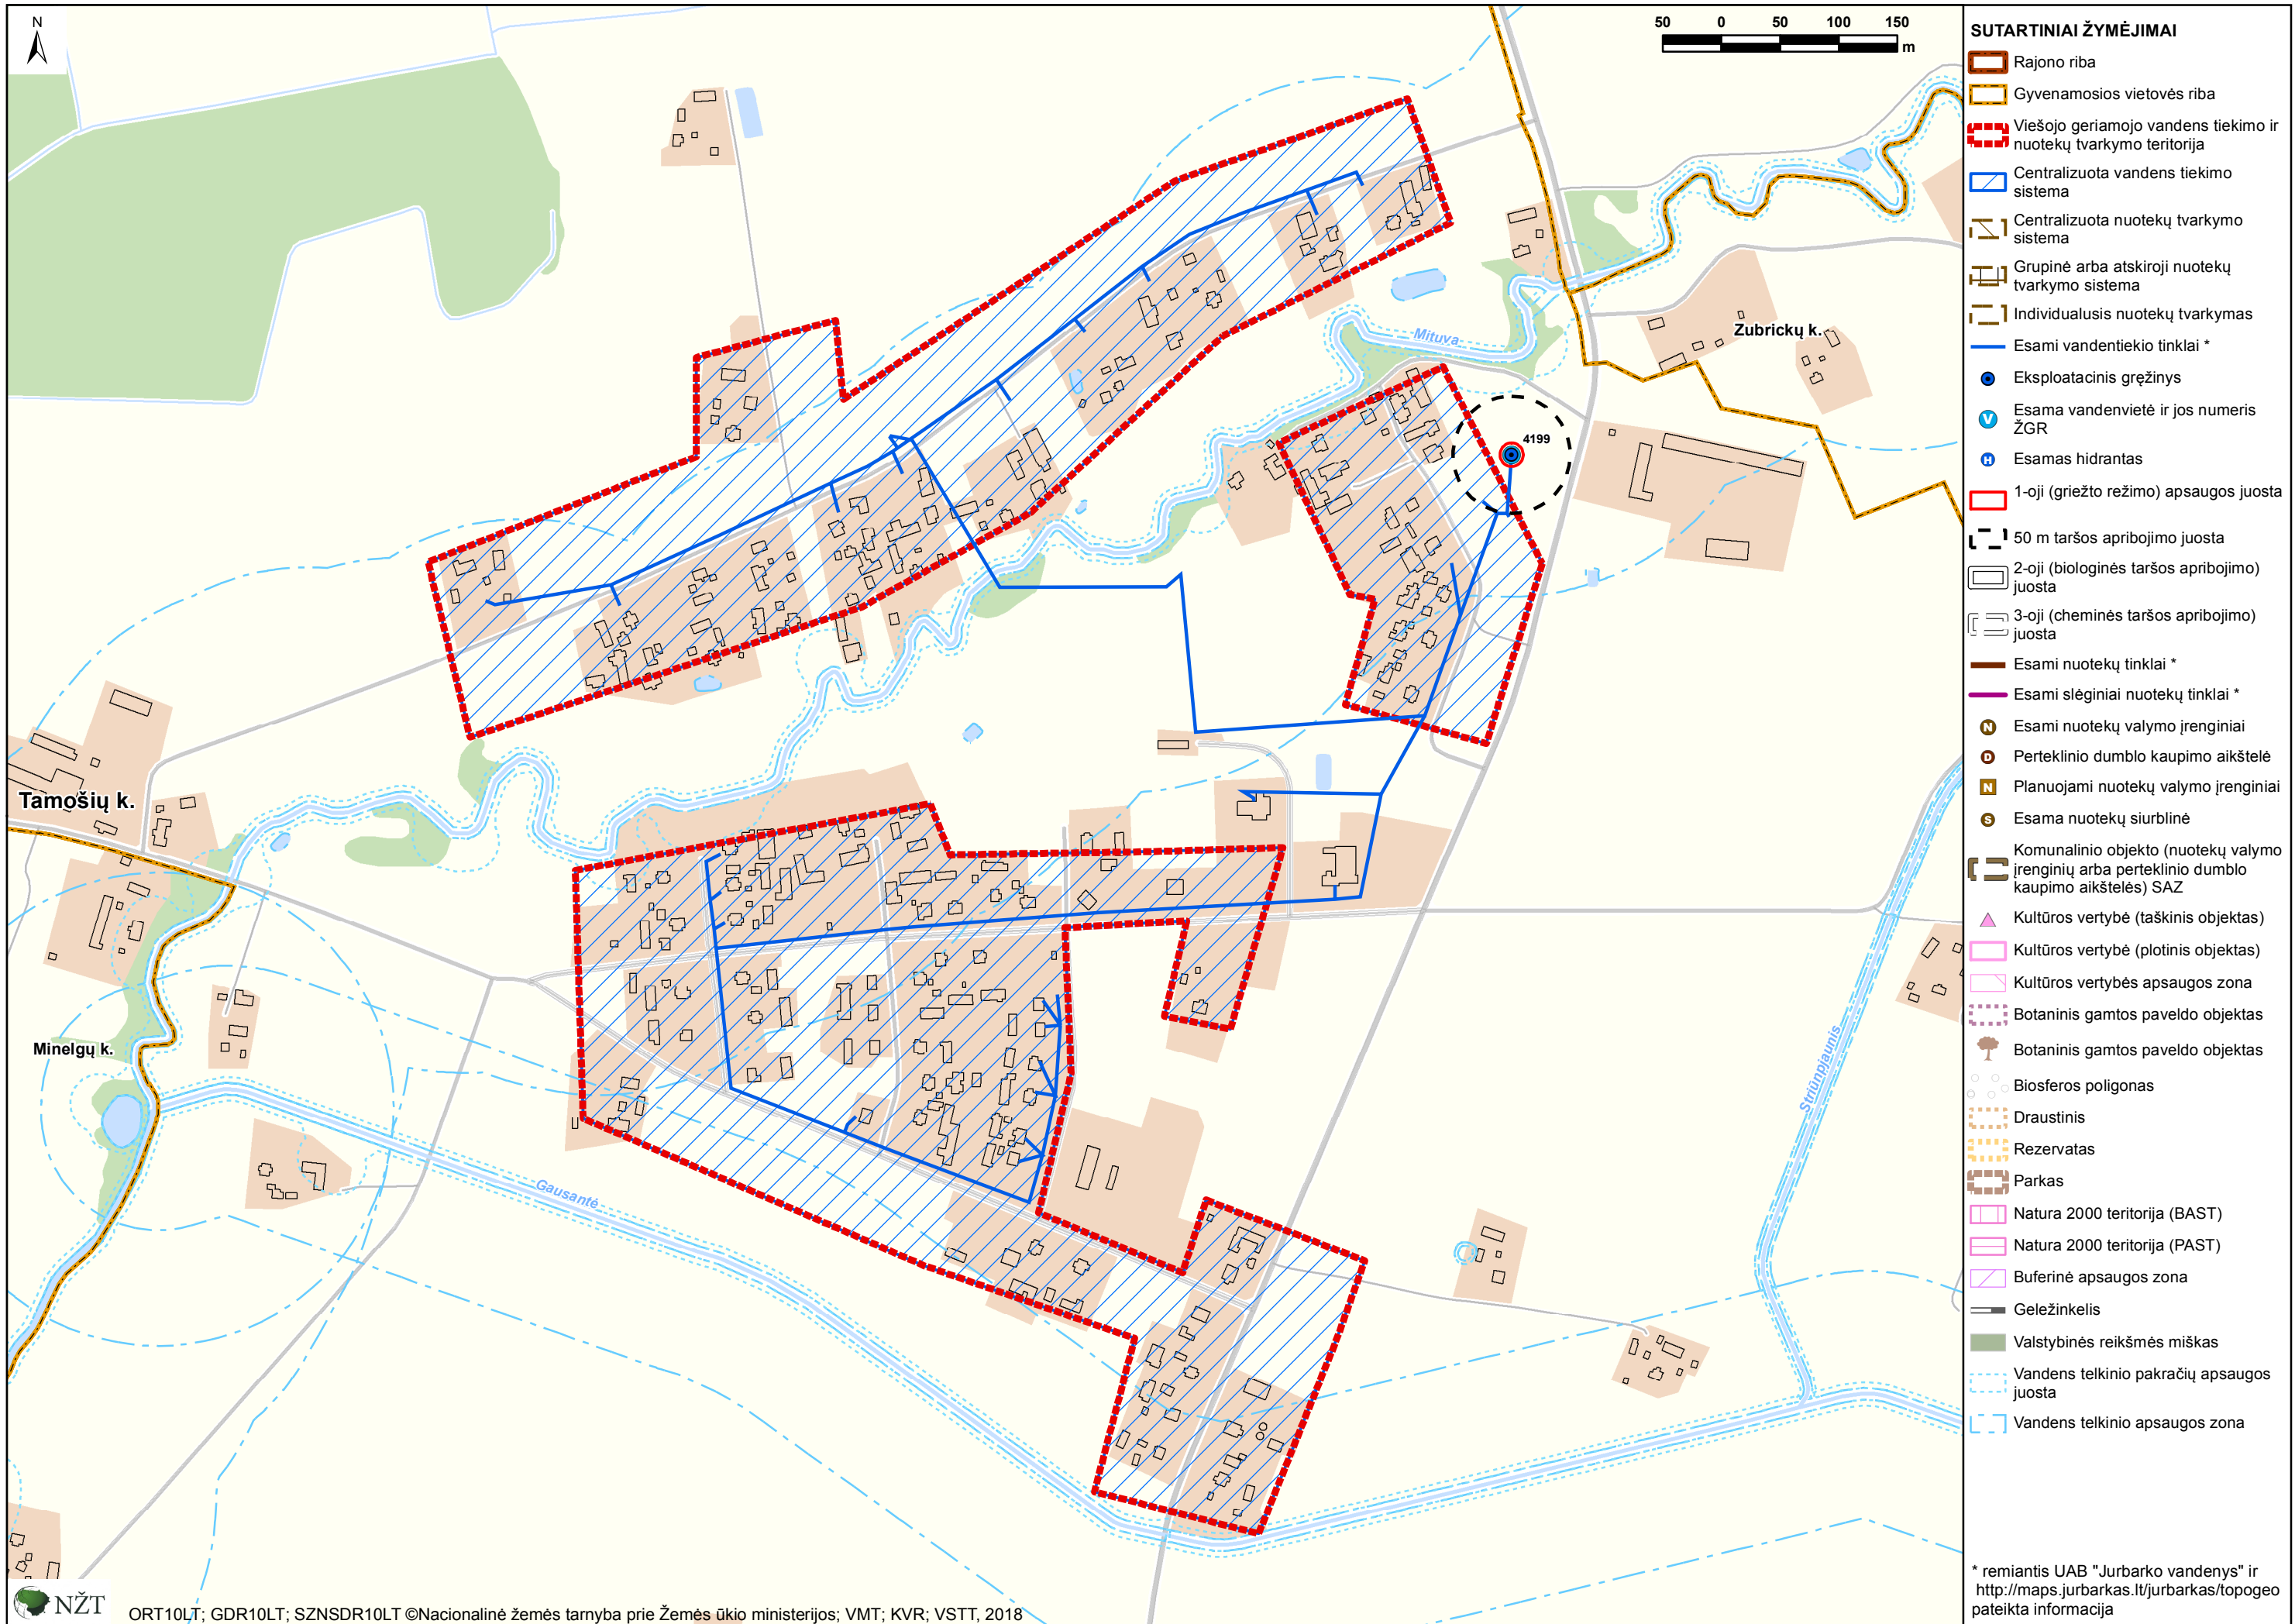 N
50 0 50 100 150
m
Mituva
Zubrickų k.
4199
Tamošių k.
Minelgų k.
Gausantė
Striūnpjaunis
NŽT
ORT10LT; GDR10LT; SZNSDR10LT ©Nacionalinė žemės tarnyba prie Žemės ūkio ministerijos; VMT; KVR; VSTT, 2018
SUTARTINIAI ŽYMĖJIMAI
Rajono riba
Gyvenamosios vietovės riba
Viešojo geriamojo vandens tiekimo ir
nuotekų tvarkymo teritorija
Centralizuota vandens tiekimo
sistema
Centralizuota nuotekų tvarkymo
sistema
Grupinė arba atskiroji nuotekų
tvarkymo sistema
Individualusis nuotekų tvarkymas
Esami vandentiekio tinklai *
Eksploatacinis gręžinys
V Esama vandenvietė ir jos numeris
ŽGR
H Esamas hidrantas
1-oji (griežto režimo) apsaugos juosta
50 m taršos apribojimo juosta
2-oji (biologinės taršos apribojimo)
juosta
3-oji (cheminės taršos apribojimo)
juosta
Esami nuotekų tinklai *
Esami slėginiai nuotekų tinklai *
N Esami nuotekų valymo įrenginiai
D Perteklinio dumblo kaupimo aikštelė
N Planuojami nuotekų valymo įrenginiai
S Esama nuotekų siurblinė
Komunalinio objekto (nuotekų valymo
įrenginių arba perteklinio dumblo
kaupimo aikštelės) SAZ
Kultūros vertybė (taškinis objektas)
Kultūros vertybė (plotinis objektas)
Kultūros vertybės apsaugos zona
Botaninis gamtos paveldo objektas
Botaninis gamtos paveldo objektas
Biosferos poligonas
Draustinis
Rezervatas
Parkas
Natura 2000 teritorija (BAST)
Natura 2000 teritorija (PAST)
Buferinė apsaugos zona
Geležinkelis
Valstybinės reikšmės miškas
Vandens telkinio pakračių apsaugos
juosta
Vandens telkinio apsaugos zona
* remiantis UAB "Jurbarko vandenys" ir
http://maps.jurbarkas.lt/jurbarkas/topogeo
pateikta informacija